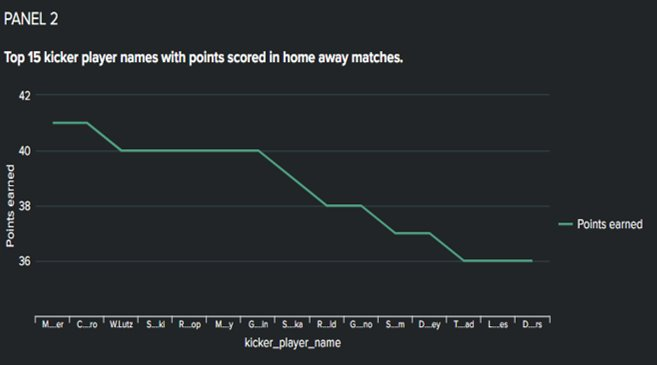 PANEL 2
Top 15 kicker player names with points scored in home away matches.
42
40
38
36
Points earned
Points earned
M...er C...ro W.Lutz S...ki R...op M...y G...in S...ka R...ld G...no S...m D...ey T...ad L...es D...rs
kicker_player_name